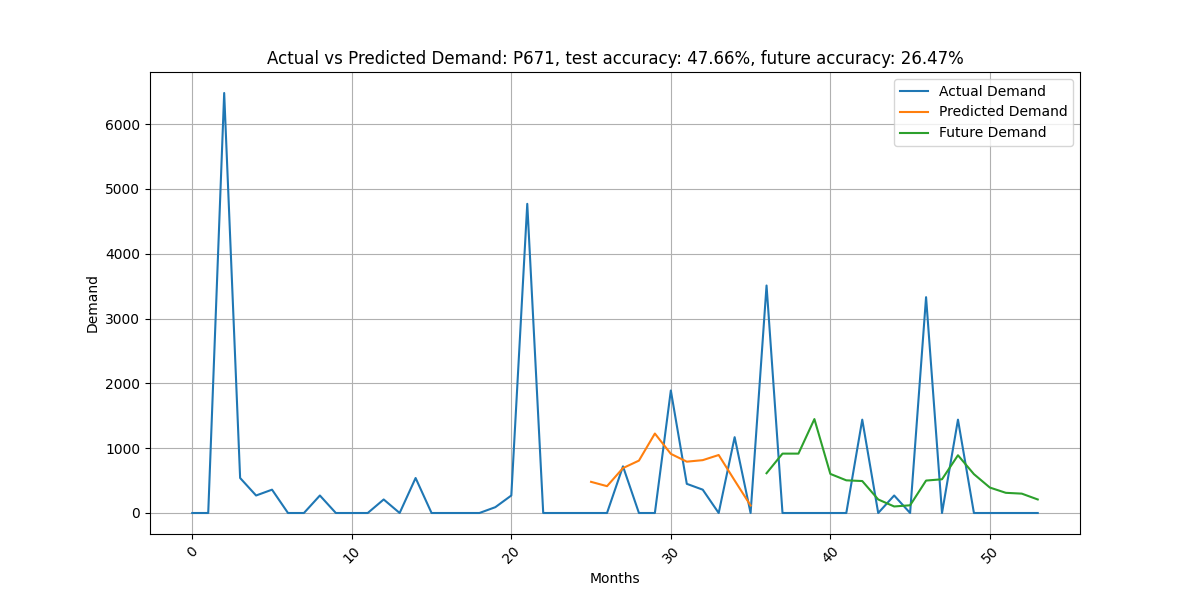 Actual vs Predicted Demand: P671, test accuracy: 47.66%, future accuracy: 26.47%
Actual Demand
Predicted Demand
Future Demand
Demand
6000
5000
4000
3000
2000
1000
0
0
10
20
30
40
50
Months